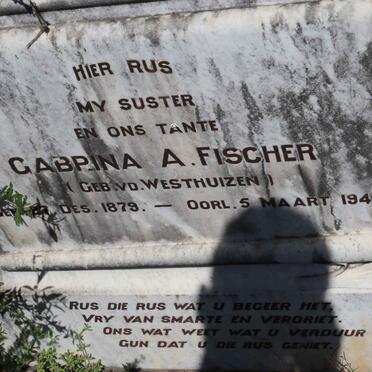 HIER RUS
MY SUSTER
EN ONS TANTE
GABRINA A. FISCHER
(GEB. V.D. WESTHUIZEN)
DES. 1879. — OORL. 5 MAART 194
RUS DIE RUS WAT U BEGEER HET,
VRY VAN SMARTE EN VERDRIET.
ONS WAT WEET WAT U VERDUUR
GUN DAT U DIE RUS GENIET.